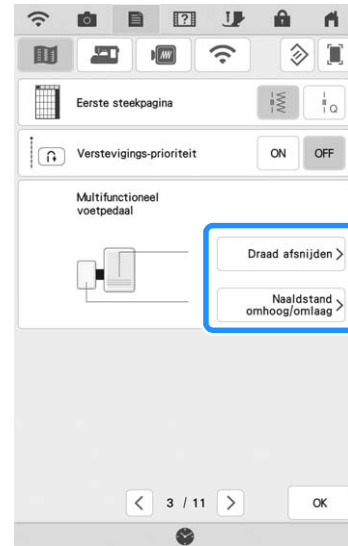 Eerste steekpagina
Q
Verstevigings-prioriteit
ON
OFF
Multifunctioneel
voetpedaal
Draad afsnijden
Naaldstand
omhoog/omlaag
3 / 11
OK